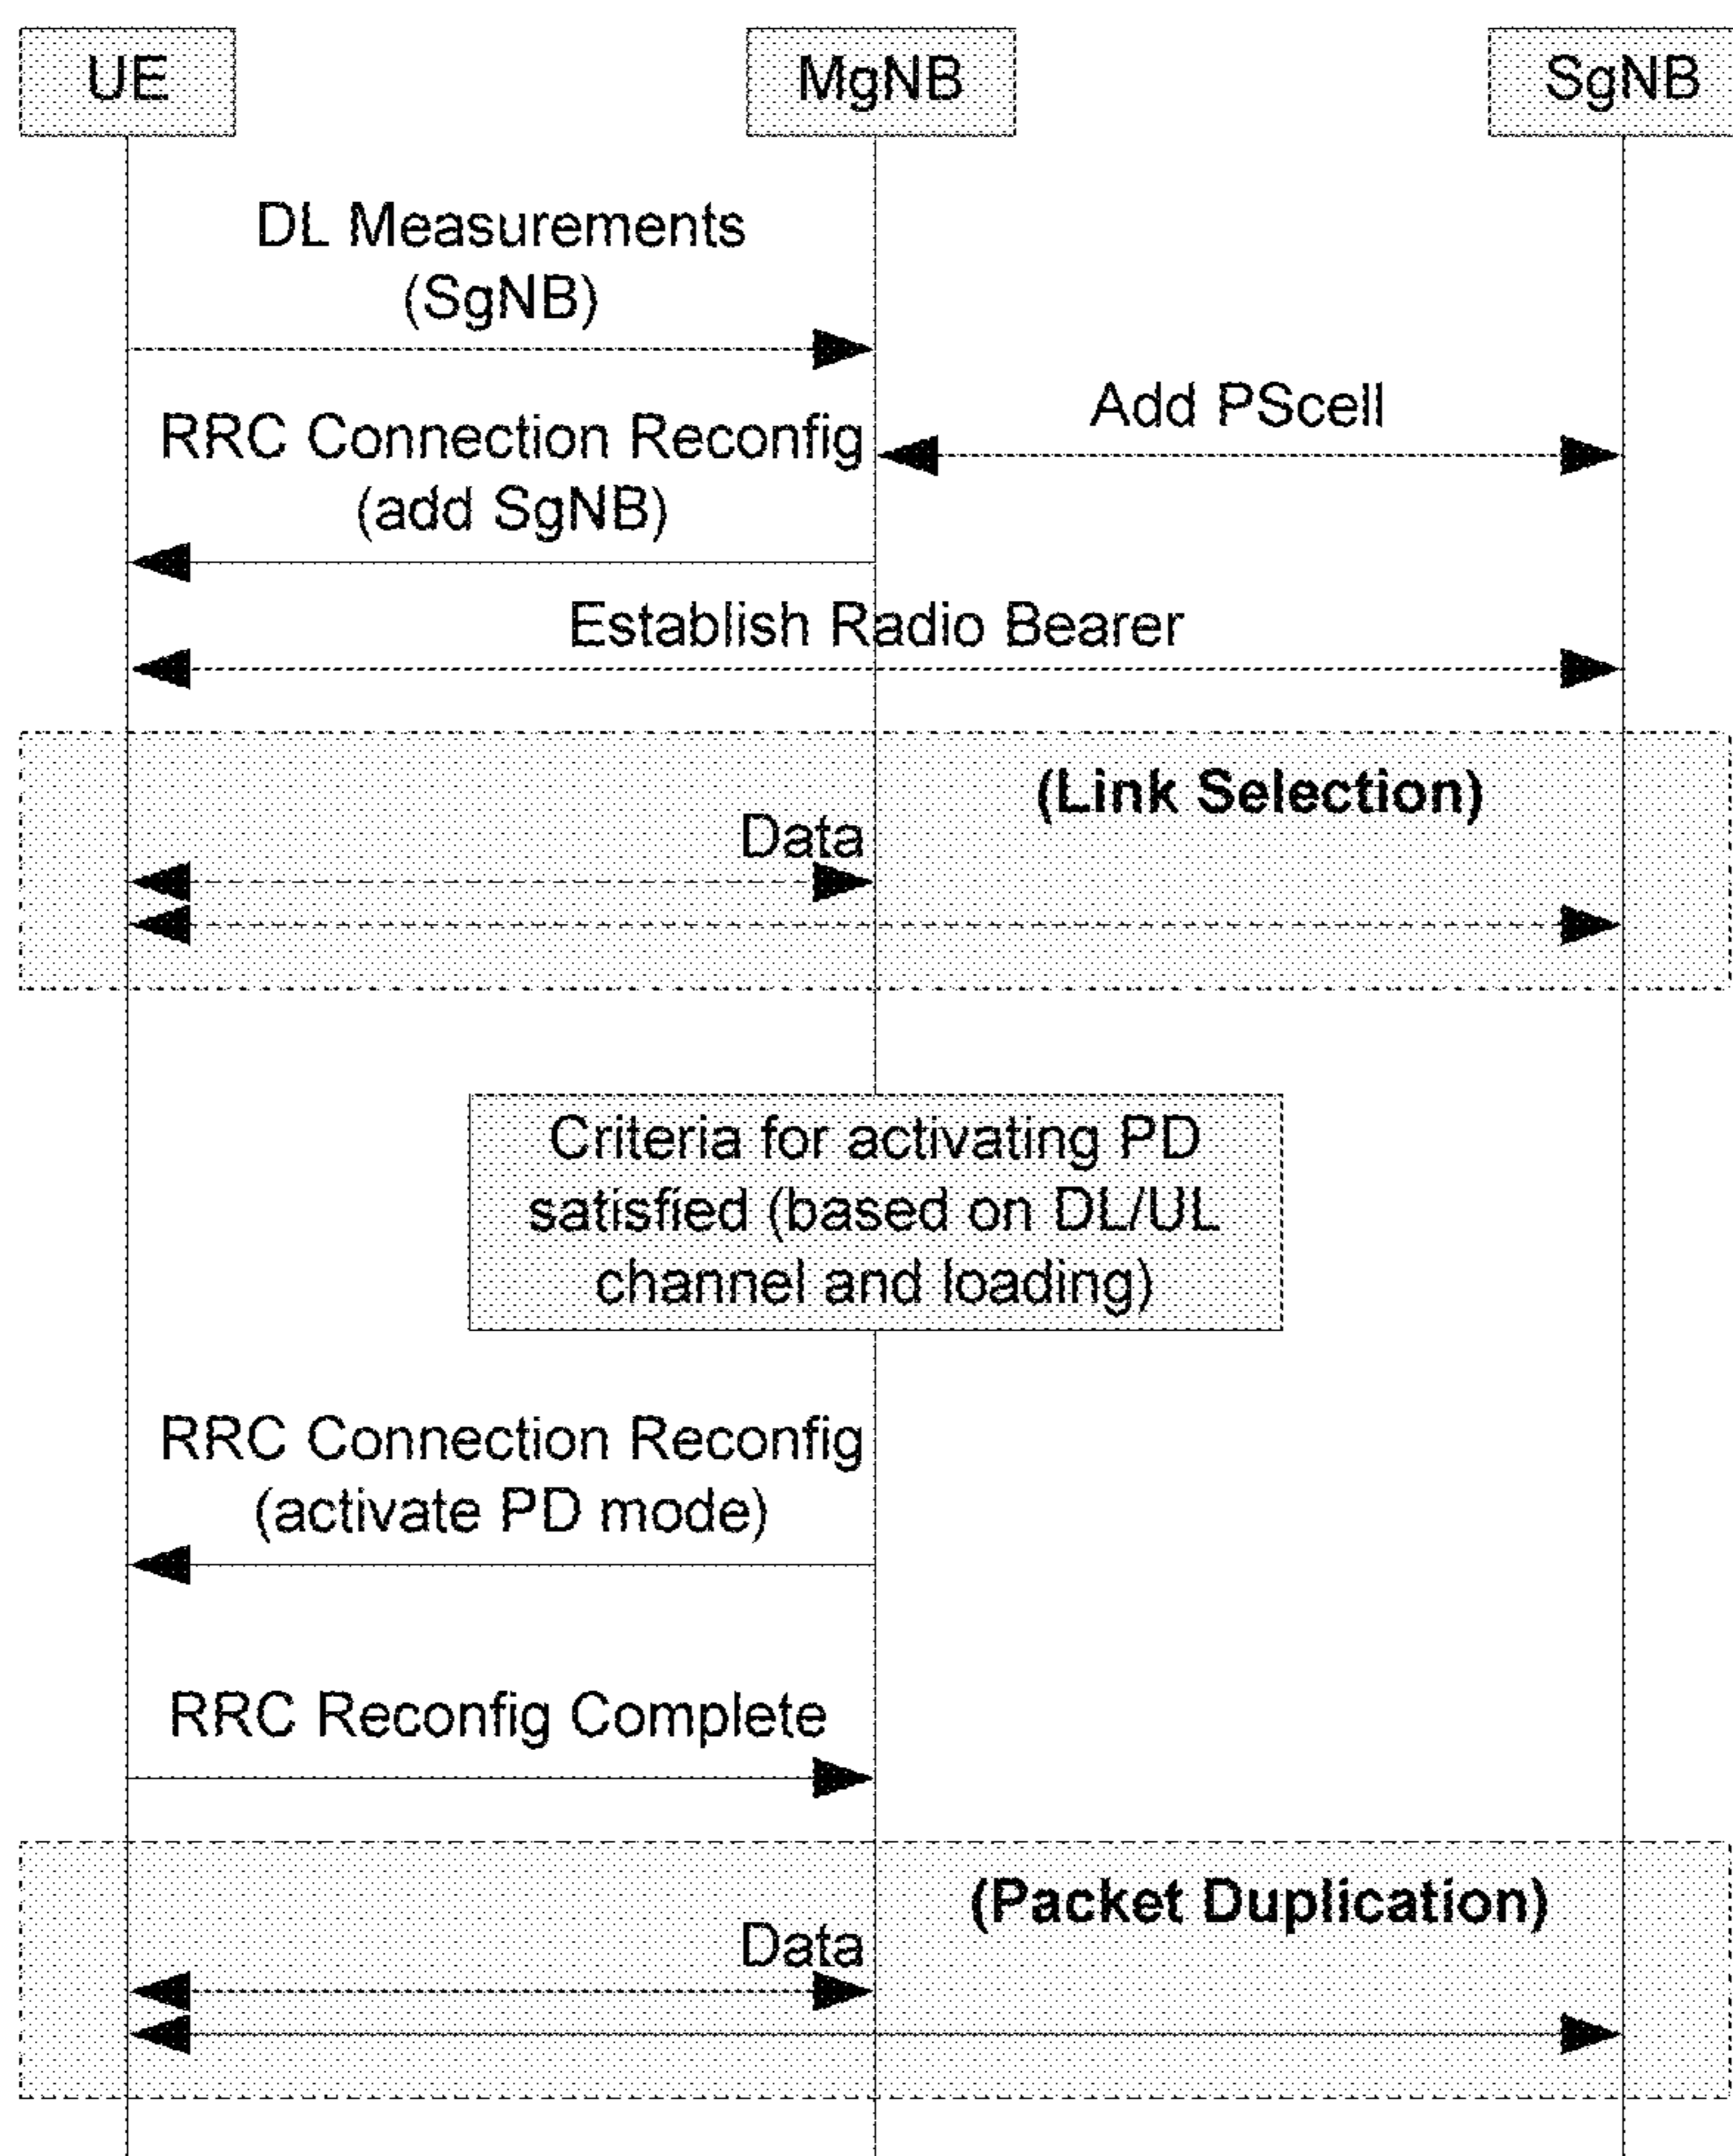 UE
MgNB
SgNB
DL Measurements
(SgNB)
Add PScell
RRC Connection Reconfig
(add SgNB)
Establish Radio Bearer
(Link Selection)
Data
Criteria for activating PD
satisfied (based on DL/UL
channel and loading)
RRC Connection Reconfig
(activate PD mode)
RRC Reconfig Complete
(Packet Duplication)
Data